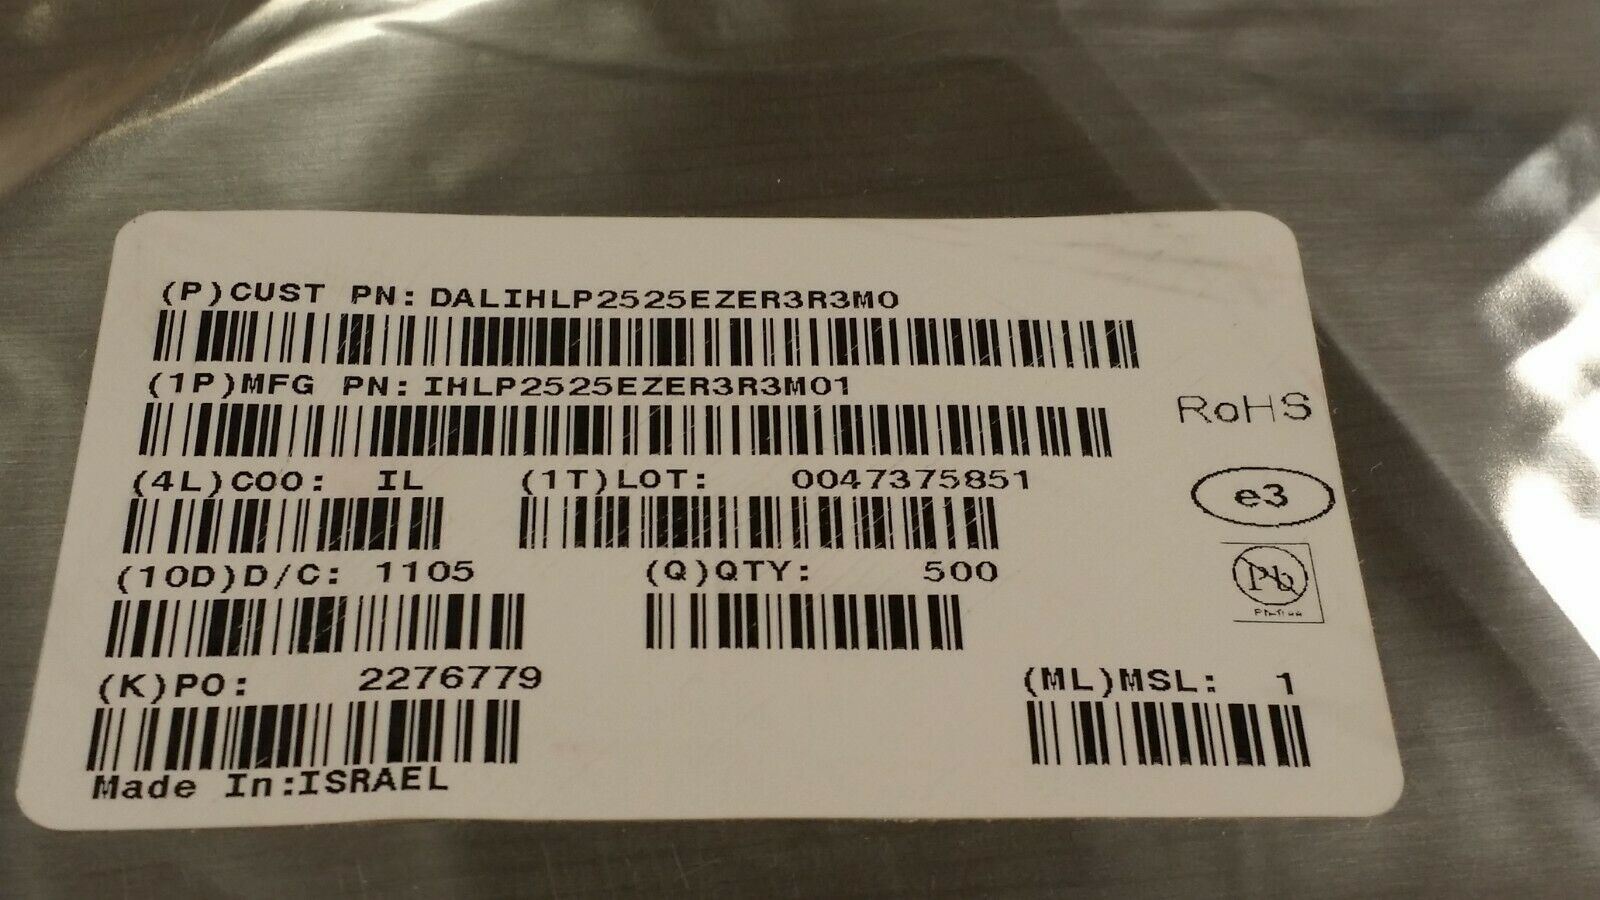 (P)CUST PN: DALIHLP2525EZER3R3M0
(1P)MFG PN: IHLP2525EZER3R3M01
RoHS
(4L)COO: IL (1T)LOT: 0047375851
e3
(10D)D/C: 1105 (Q)QTY: 500
Pb
(K)PO: 2276779 (ML)MSL: 1
Made In:ISRAEL